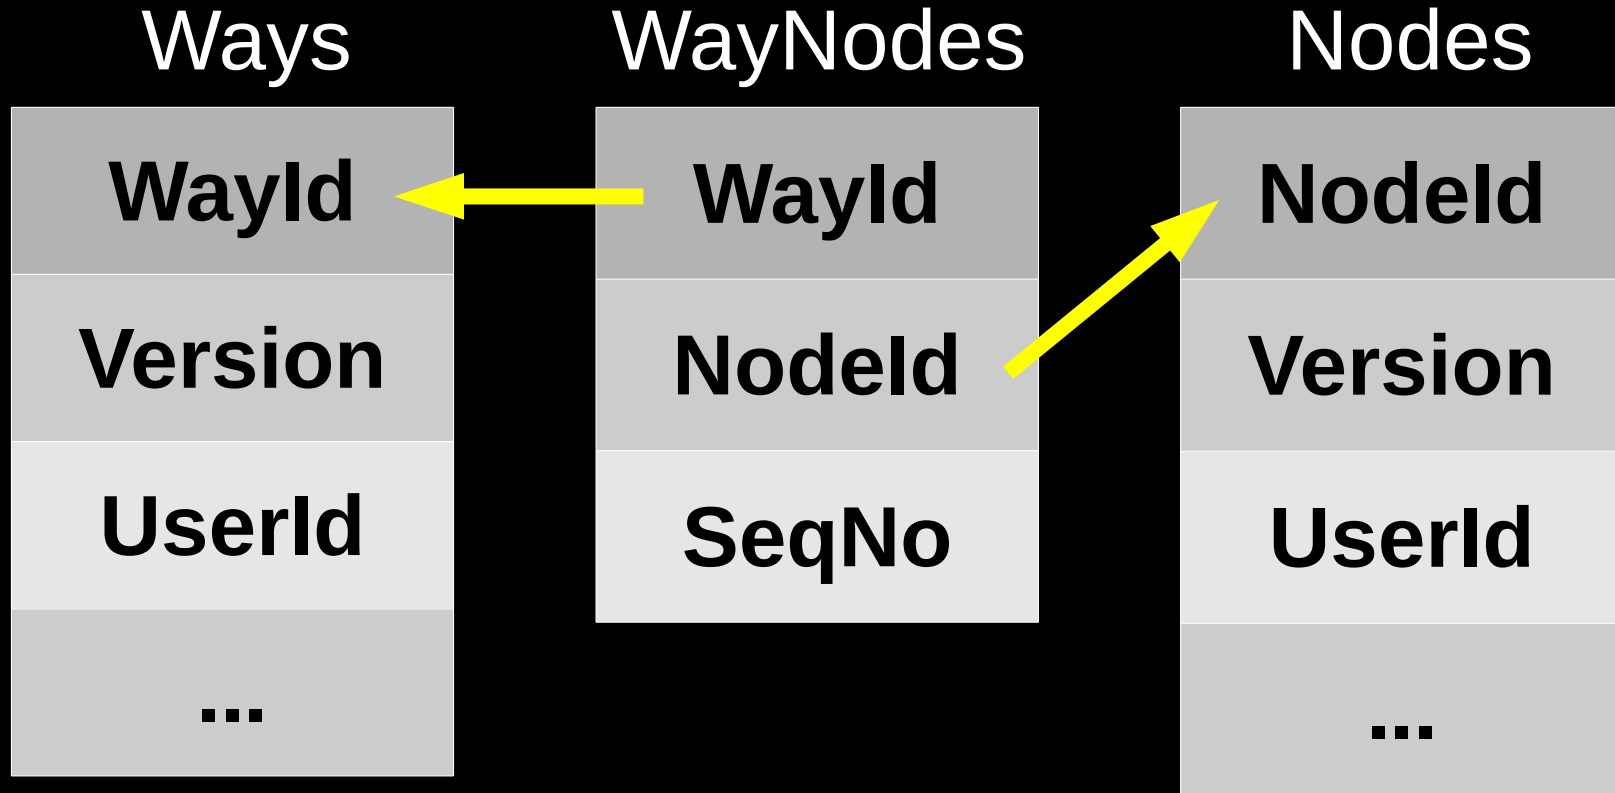 Ways
WayId
Version
UserId
...
WayNodes
WayId
NodeId
SeqNo
Nodes
NodeId
Version
UserId
...